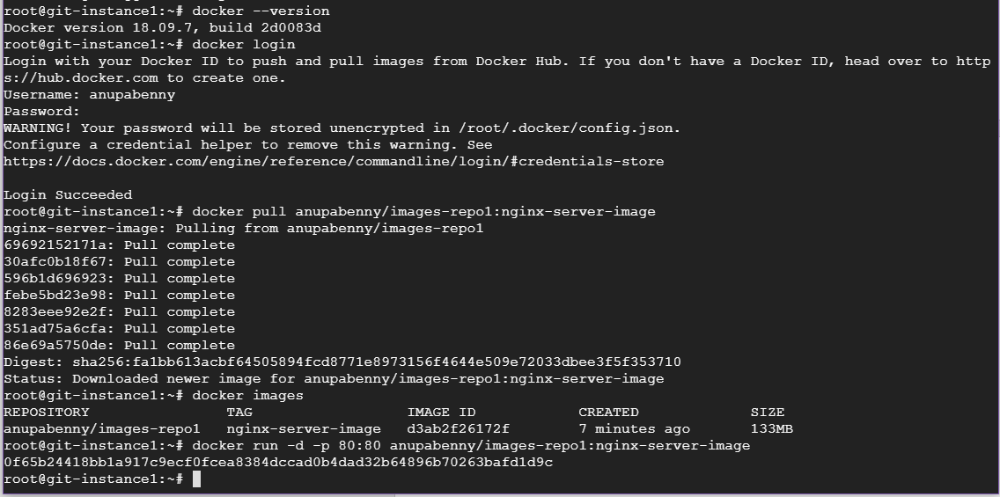 root@git-instance1:~# docker --version
Docker version 18.09.7, build 2d0083d
root@git-instance1:~# docker login
Login with your Docker ID to push and pull images from Docker Hub. If you don't have a Docker ID, head over to http
s://hub.docker.com to create one.
Username: anupabenny
Password:
WARNING! Your password will be stored unencrypted in /root/.docker/config.json.
Configure a credential helper to remove this warning. See
https://docs.docker.com/engine/reference/commandline/login/#credentials-store
Login Succeeded
root@git-instance1:~# docker pull anupabenny/images-repo1:nginx-server-image
nginx-server-image: Pulling from anupabenny/images-repo1
69692152171a: Pull complete
30afc0b18f67: Pull complete
596b1d696923: Pull complete
febe5bd23e98: Pull complete
8283eee92e2f: Pull complete
351ad75a6cfa: Pull complete
86e69a5750de: Pull complete
Digest: sha256:fa1bb613acbf64505894fcd8771e8973156f4644e509e72033dbee3f5f353710
Status: Downloaded newer image for anupabenny/images-repo1:nginx-server-image
root@git-instance1:~# docker images
REPOSITORY TAG IMAGE ID CREATED SIZE
anupabenny/images-repo1 nginx-server-image d3ab2f26172f 7 minutes ago 133MB
root@git-instance1:~# docker run -d -p 80:80 anupabenny/images-repo1:nginx-server-image
0f65b24418bb1a917c9ecf0fcea8384dccad0b4dad32b64896b70263bafd1d9c
root@git-instance1:~#